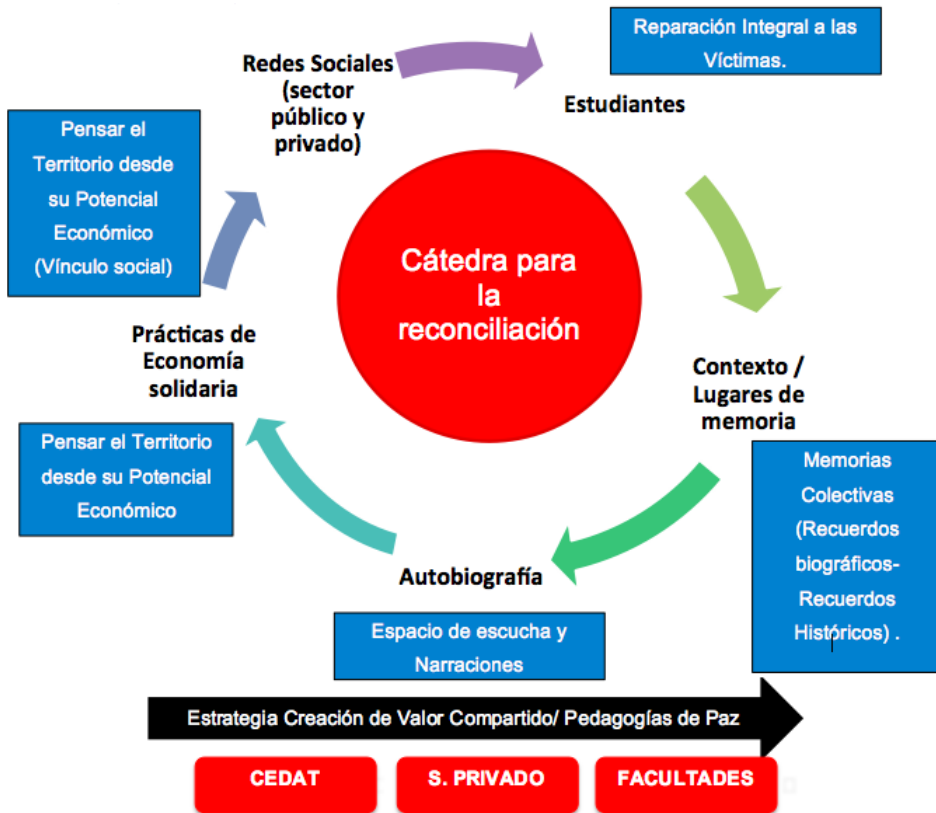 Redes Sociales
(sector
público y
privado)
Reparación Integral a las
Víctimas.
Estudiantes
Pensar el
Territorio desde
su Potencial
Económico
(Vínculo social)
Cátedra para
la
reconciliación
Prácticas de
Economía
solidaria
Contexto /
Lugares de
memoria
Pensar el Territorio
desde su Potencial
Económico
Memorias
Colectivas
(Recuerdos
biográficos-
Recuerdos
Históricos) .
Autobiografía
Espacio de escucha y
Narraciones
Estrategia Creación de Valor Compartido/ Pedagogías de Paz
CEDAT
S. PRIVADO
FACULTADES